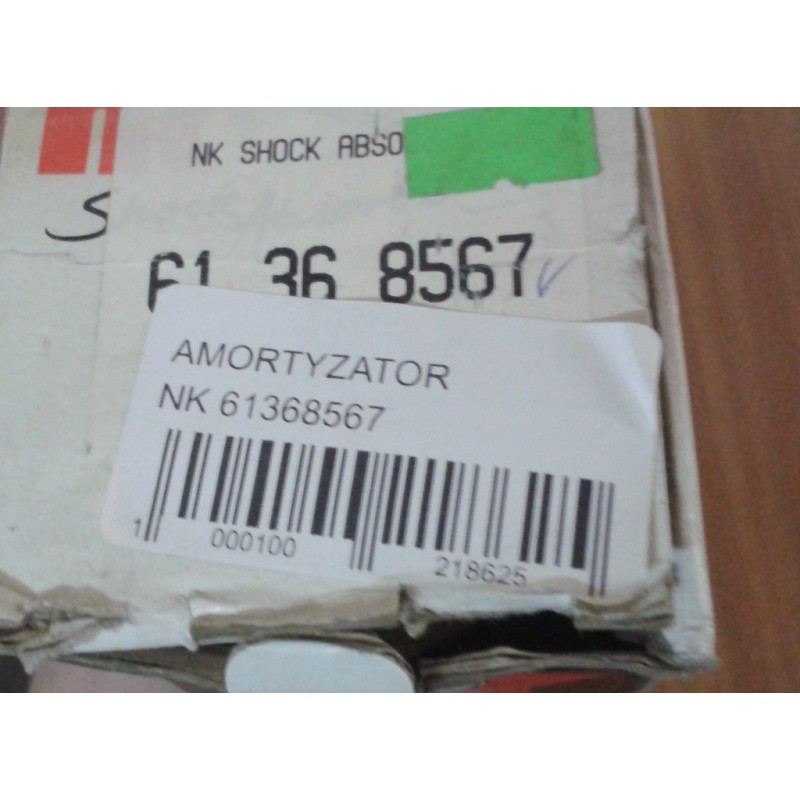 NK SHOCK ABSO
61 36 8567
AMORTYZATOR
NK 61368567
1 000100 218625